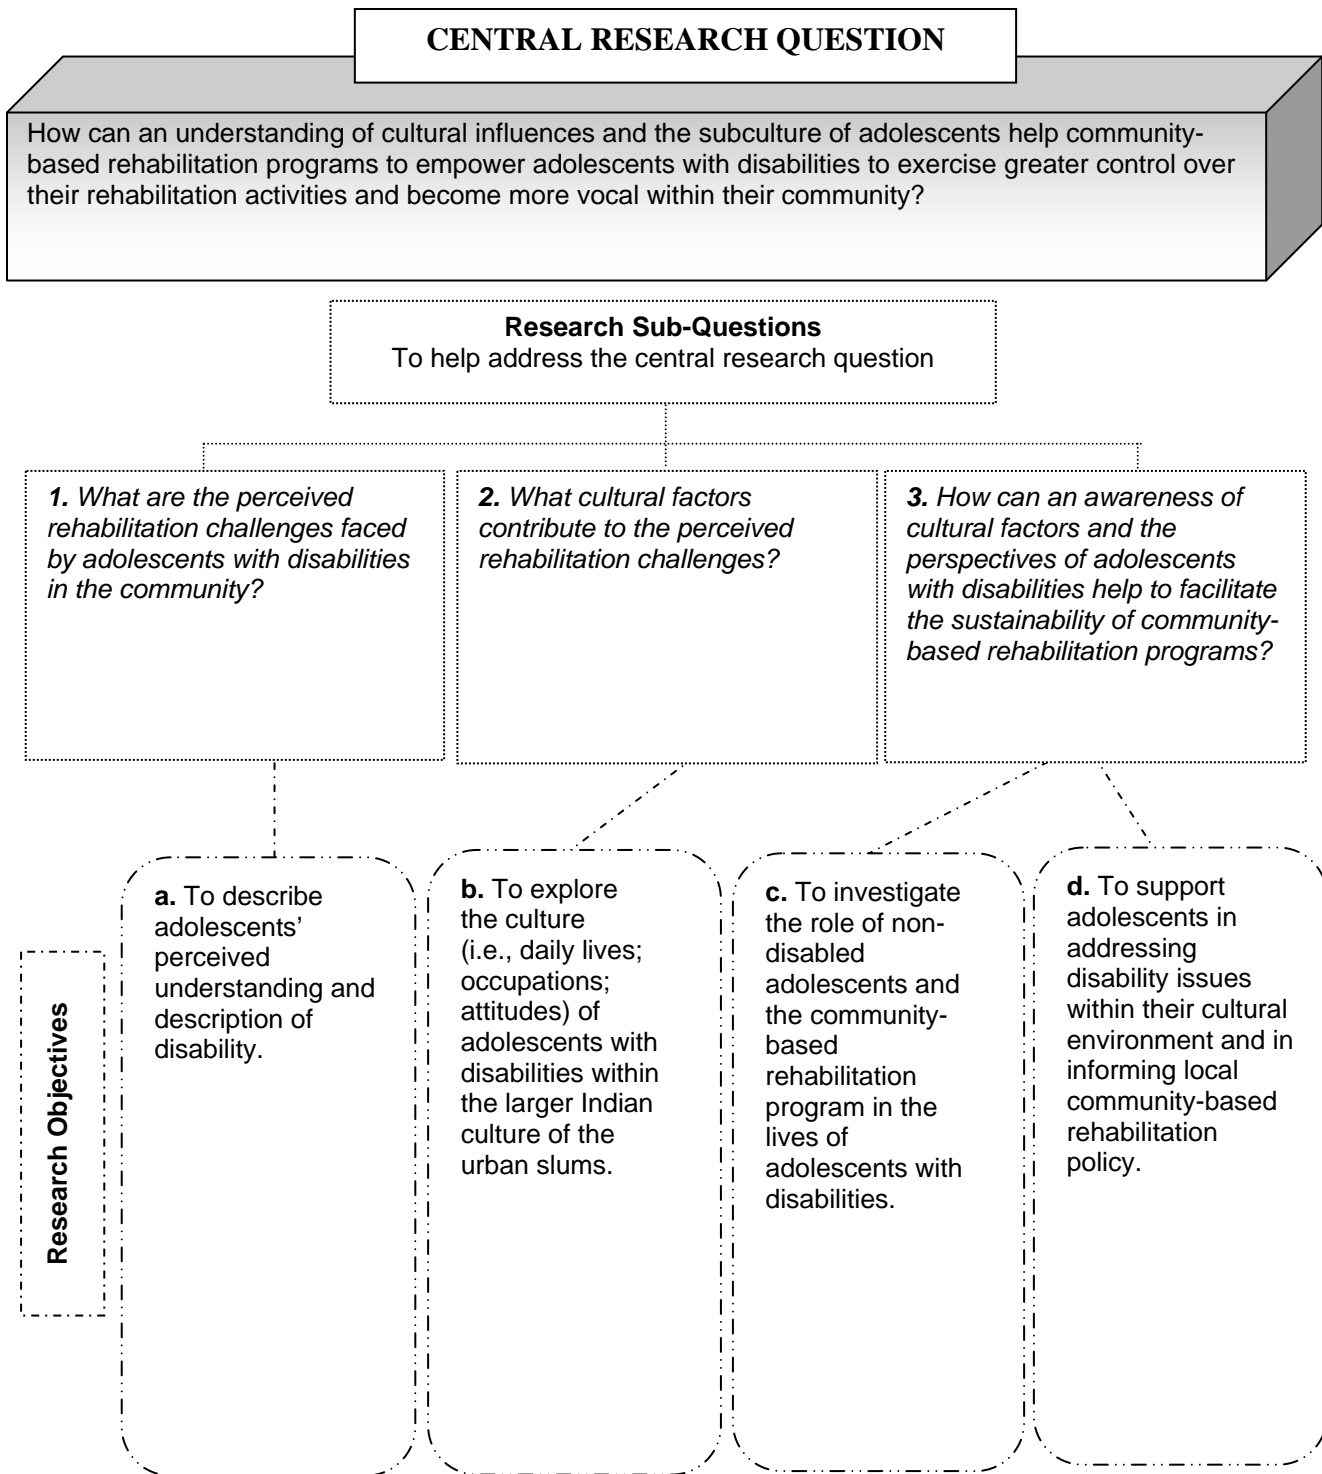 CENTRAL RESEARCH QUESTION
How can an understanding of cultural influences and the subculture of adolescents help community-
based rehabilitation programs to empower adolescents with disabilities to exercise greater control over
their rehabilitation activities and become more vocal within their community?
Research Sub-Questions
To help address the central research question
1. What are the perceived
rehabilitation challenges faced
by adolescents with disabilities
in the community?
2. What cultural factors
contribute to the perceived
rehabilitation challenges?
3. How can an awareness of
cultural factors and the
perspectives of adolescents
with disabilities help to facilitate
the sustainability of community-
based rehabilitation programs?
Research Objectives
a. To describe
adolescents’
perceived
understanding and
description of
disability.
b. To explore
the culture
(i.e., daily lives;
occupations;
attitudes) of
adolescents with
disabilities within
the larger Indian
culture of the
urban slums.
c. To investigate
the role of non-
disabled
adolescents and
the community-
based
rehabilitation
program in the
lives of
adolescents with
disabilities.
d. To support
adolescents in
addressing
disability issues
within their cultural
environment and in
informing local
community-based
rehabilitation
policy.